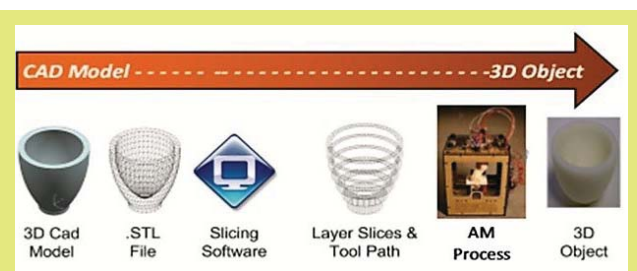 CAD Model - - - - - - -- - - - - - - - - - - - - - - - - - - - - - -3D Object
3D Cad Model
.STL File
Slicing Software
Layer Slices & Tool Path
AM Process
3D Object